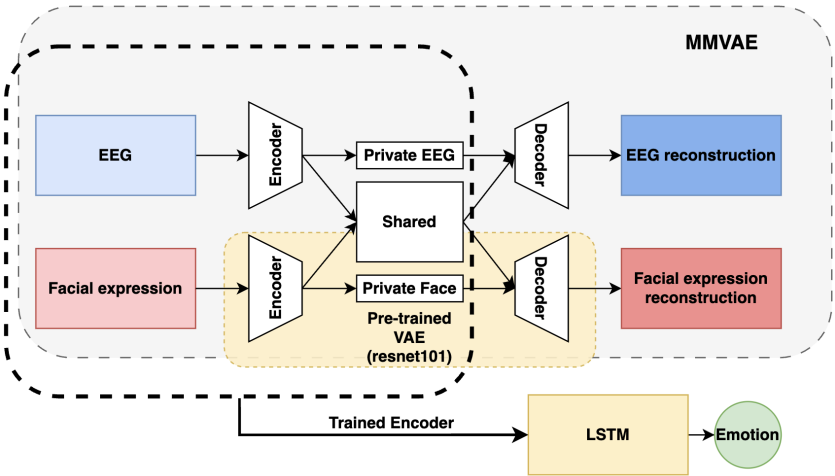 MMVAE
EEG
Encoder
Private EEG
Decoder
EEG reconstruction
Shared
Facial expression
Encoder
Private Face
Decoder
Facial expression
reconstruction
Pre-trained
VAE
(resnet101)
Trained Encoder
LSTM
Emotion